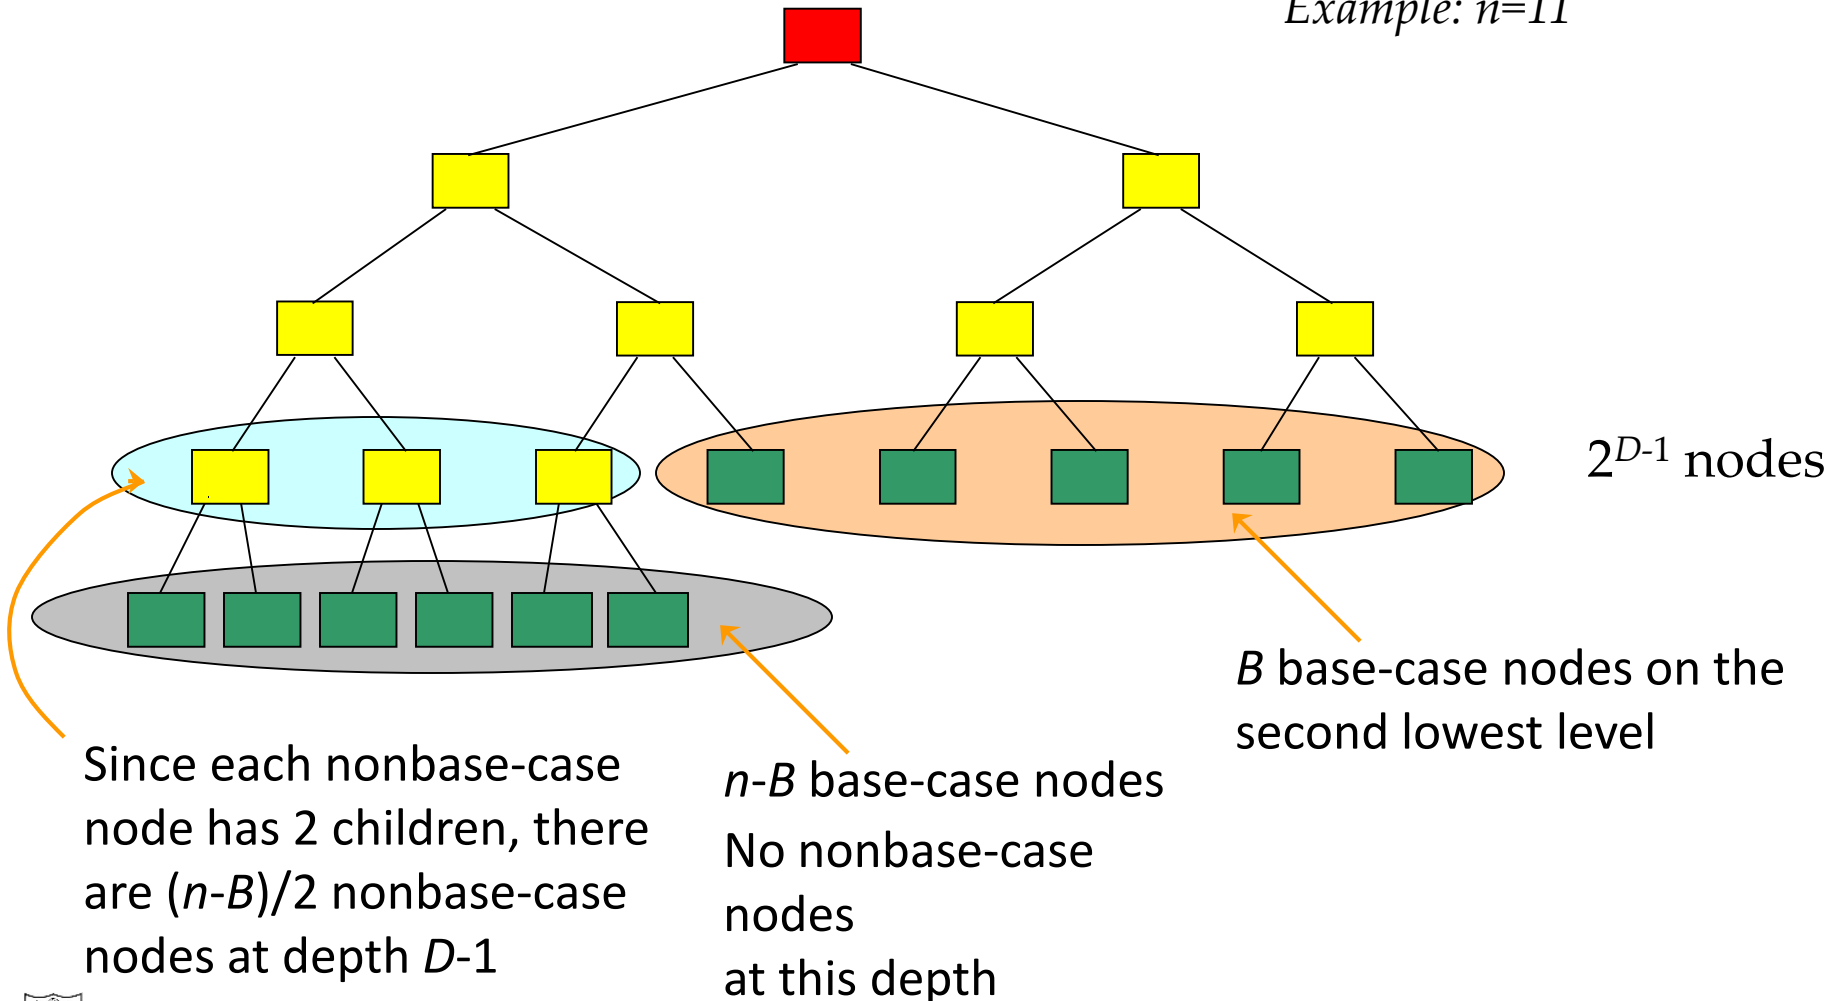 Example: n=11
2^{D-1} nodes
B base-case nodes on the
second lowest level
Since each nonbase-case
node has 2 children, there
are (n-B)/2 nonbase-case
nodes at depth D-1
n-B base-case nodes
No nonbase-case
nodes
at this depth